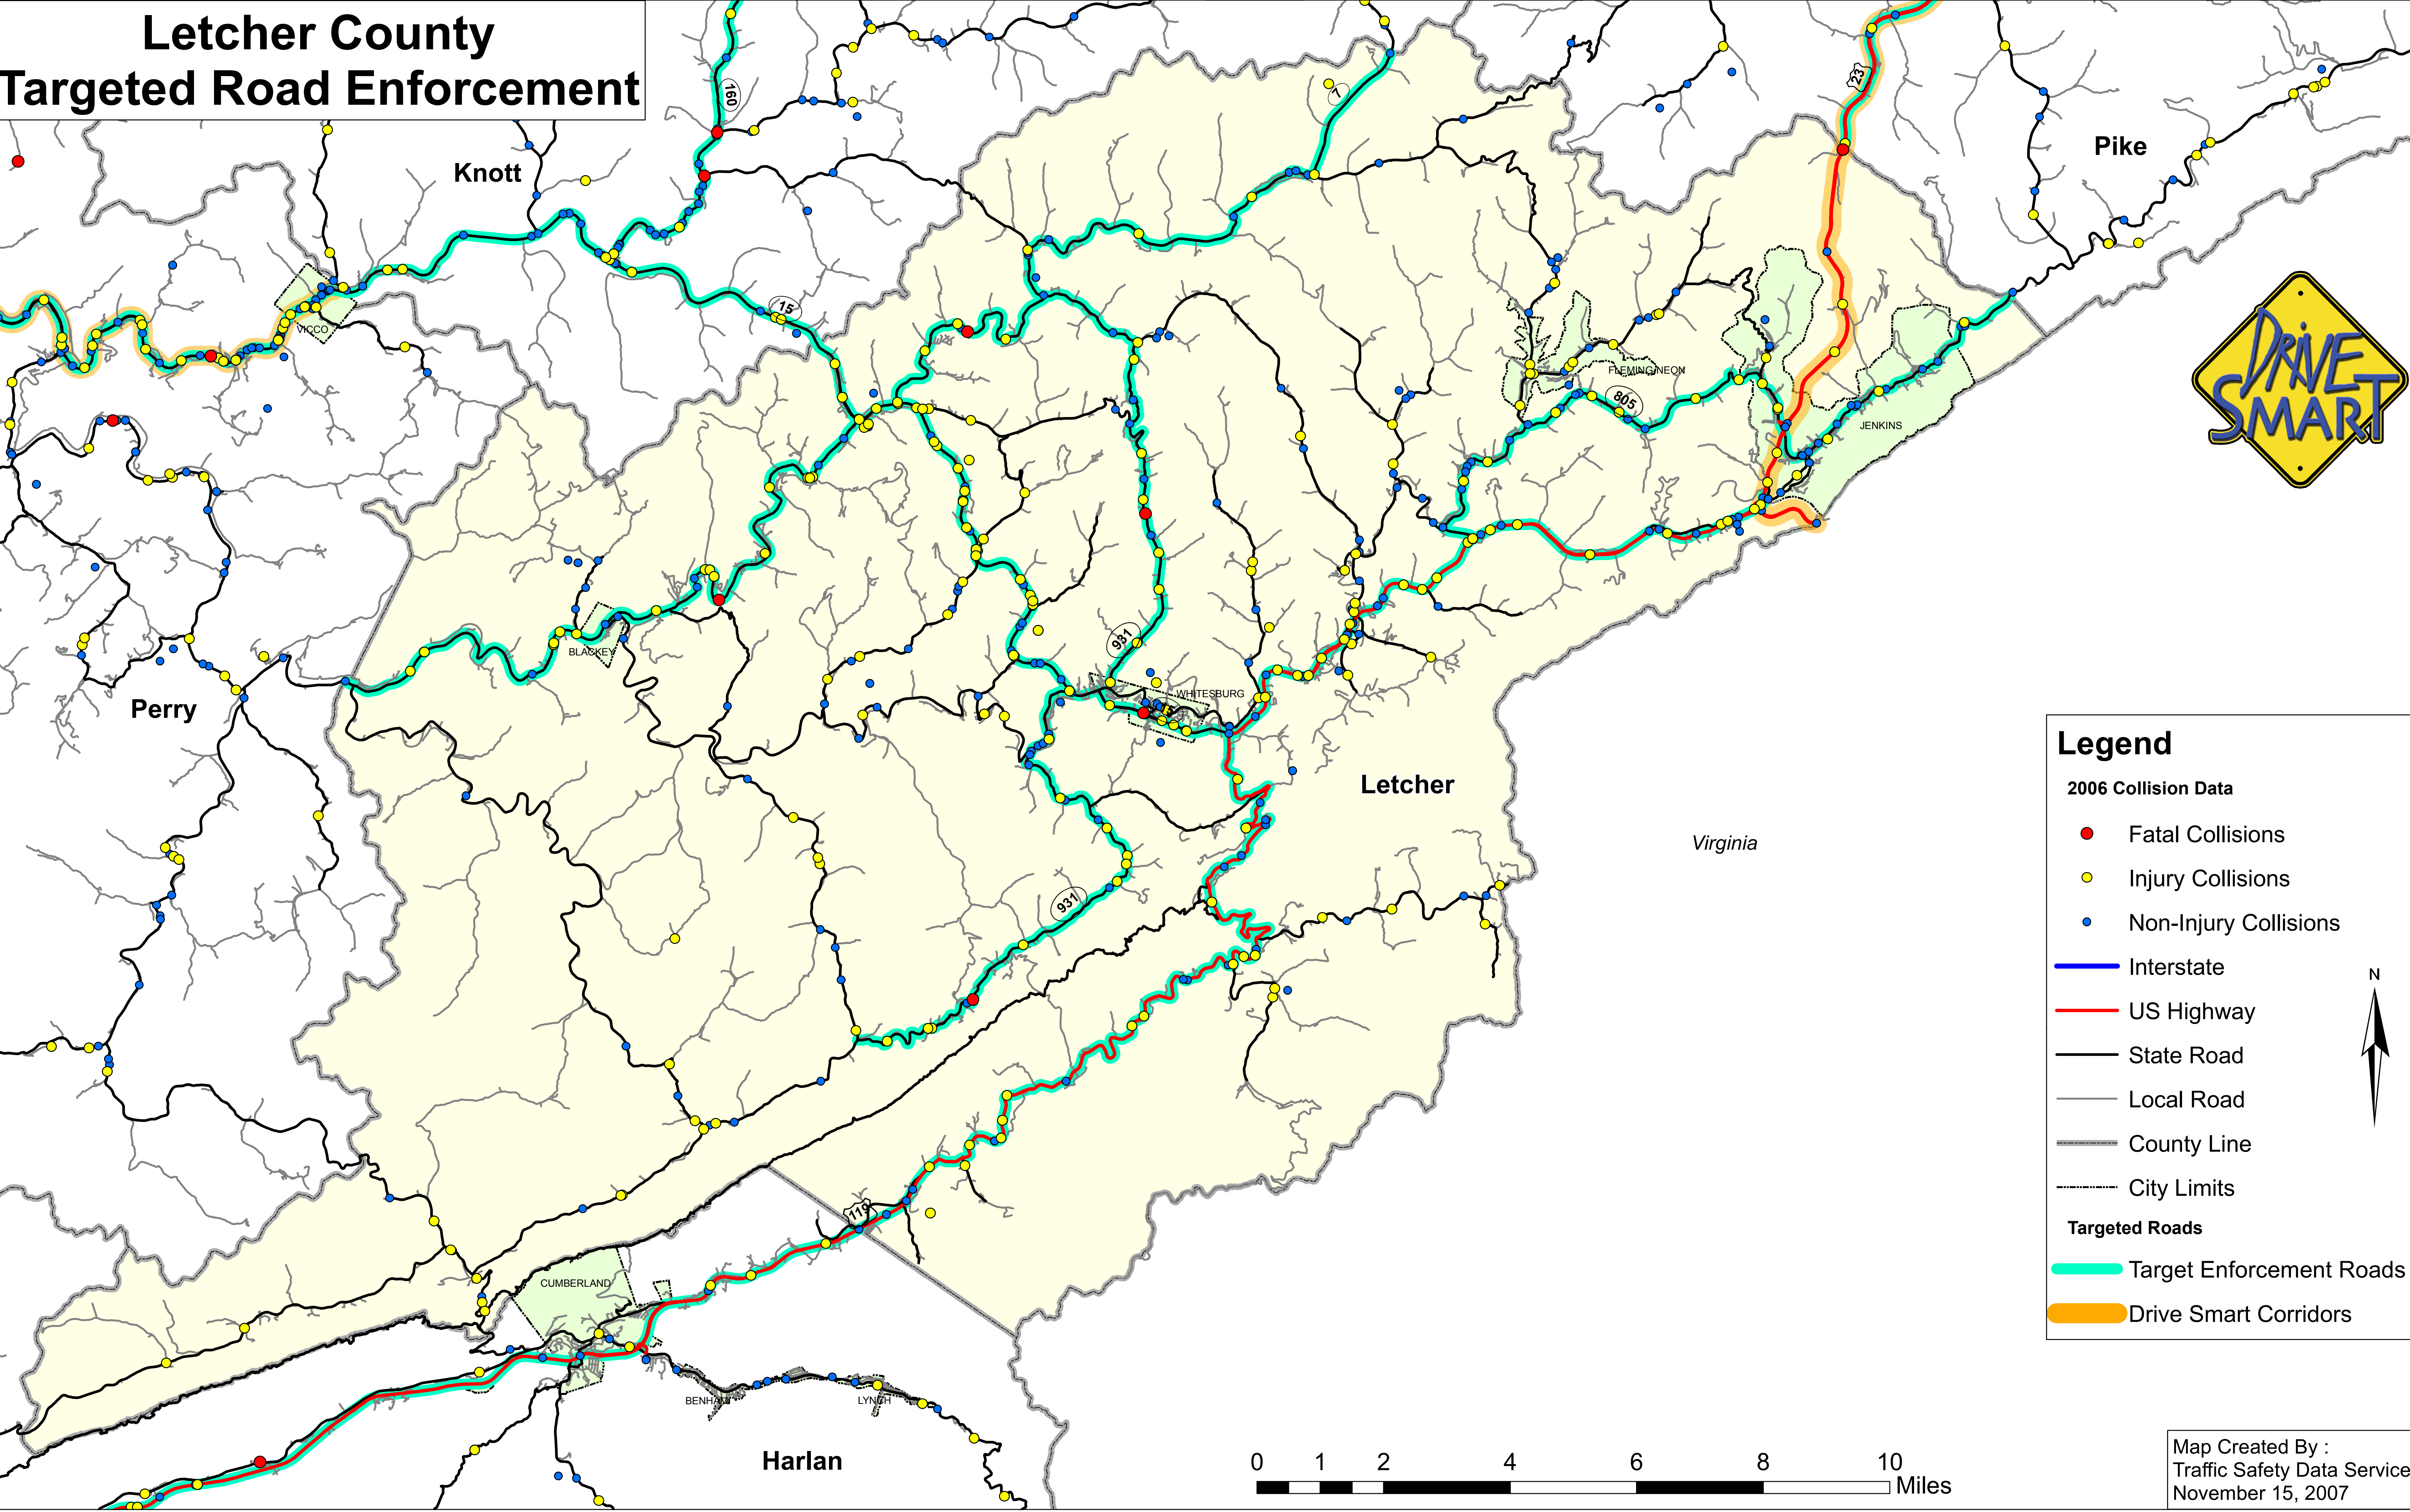 Letcher County
Targeted Road Enforcement
160
7
23
Knott
Pike
15
VICCO
DRIVE
SMART
FLEMING-NEON
805
JENKINS
931
BLACKEY
WHITESBURG
15
Perry
Letcher
Virginia
931
119
CUMBERLAND
BENHAM
LYNCH
Harlan
Legend
2006 Collision Data
Fatal Collisions
Injury Collisions
Non-Injury Collisions
Interstate
US Highway
State Road
Local Road
County Line
City Limits
Targeted Roads
Target Enforcement Roads
Drive Smart Corridors
N
0 1 2 4 6 8 10
Miles
Map Created By :
Traffic Safety Data Service
November 15, 2007